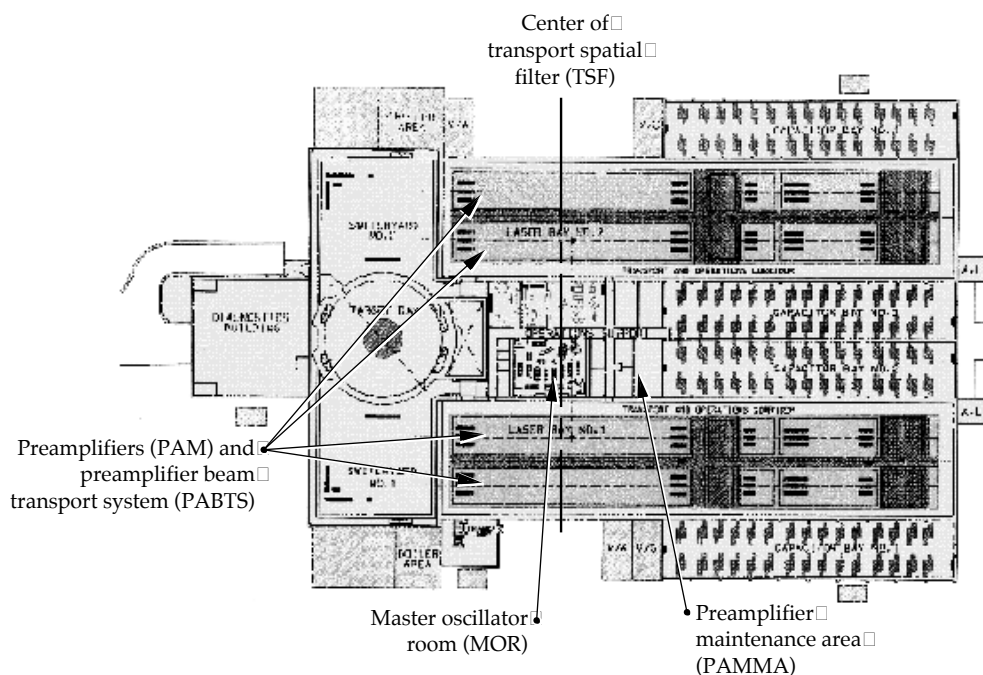 Center of
transport spatial
filter (TSF)
AREA
V/A
CAPACITOR BAY NO.
SWITCHYARD
NO.2
LASER BAY NO.2
TRANSPORT AND OPERATIONS CORRIDOR
DIAGNOSTICS
BUILDING
TARGET BAY
CAPACITOR BAY NO.3
OPERATIONS SUPPORT
CAPACITOR BAY NO.2
TRANSPORT AND OPERATIONS CORRIDOR
LASER BAY NO.1
Preamplifiers (PAM) and
preamplifier beam
transport system (PABTS)
SWITCHYARD
NO.1
BOILER
AREA
CAPACITOR BAY NO.1
Master oscillator
room (MOR)
Preamplifier
maintenance area
(PAMMA)